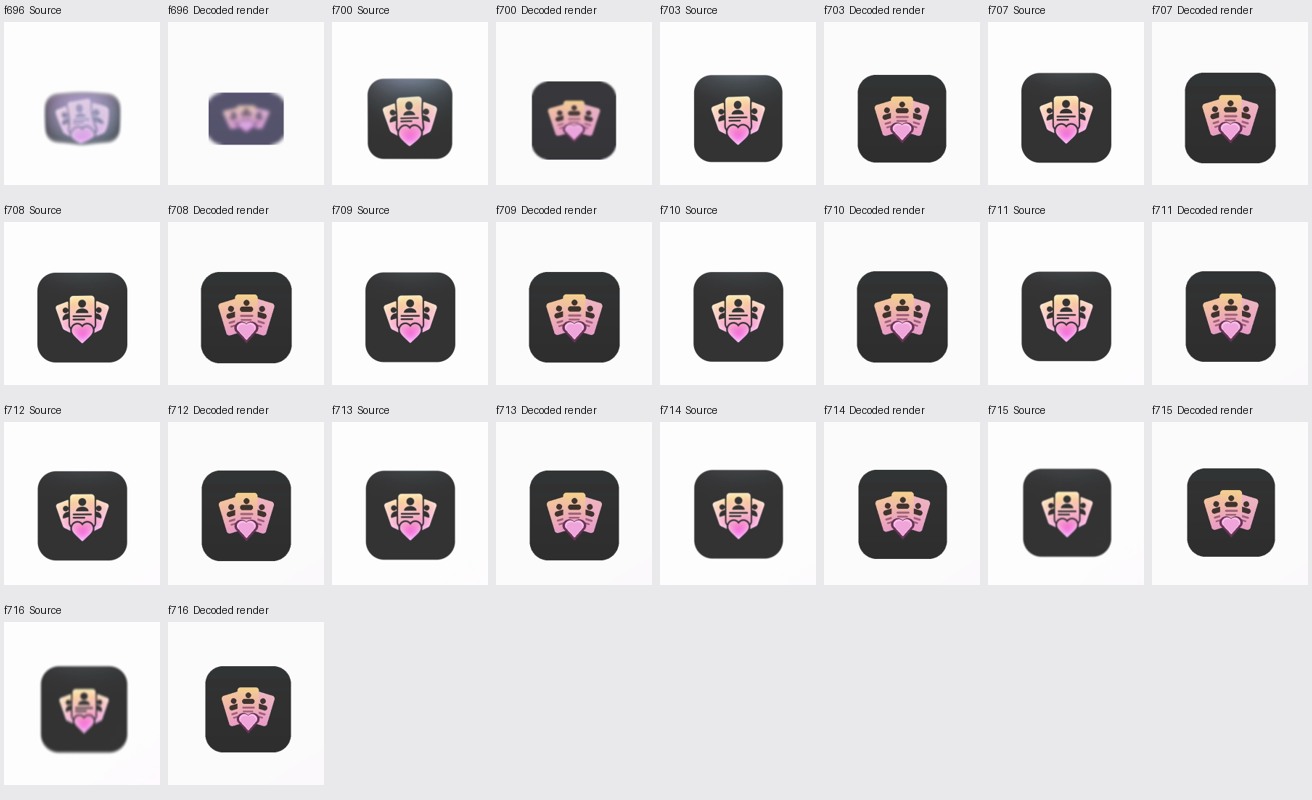 f696 Source
f696 Decoded render
f700 Source
f700 Decoded render
f703 Source
f703 Decoded render
f707 Source
f707 Decoded render
f708 Source
f708 Decoded render
f709 Source
f709 Decoded render
f710 Source
f710 Decoded render
f711 Source
f711 Decoded render
f712 Source
f712 Decoded render
f713 Source
f713 Decoded render
f714 Source
f714 Decoded render
f715 Source
f715 Decoded render
f716 Source
f716 Decoded render